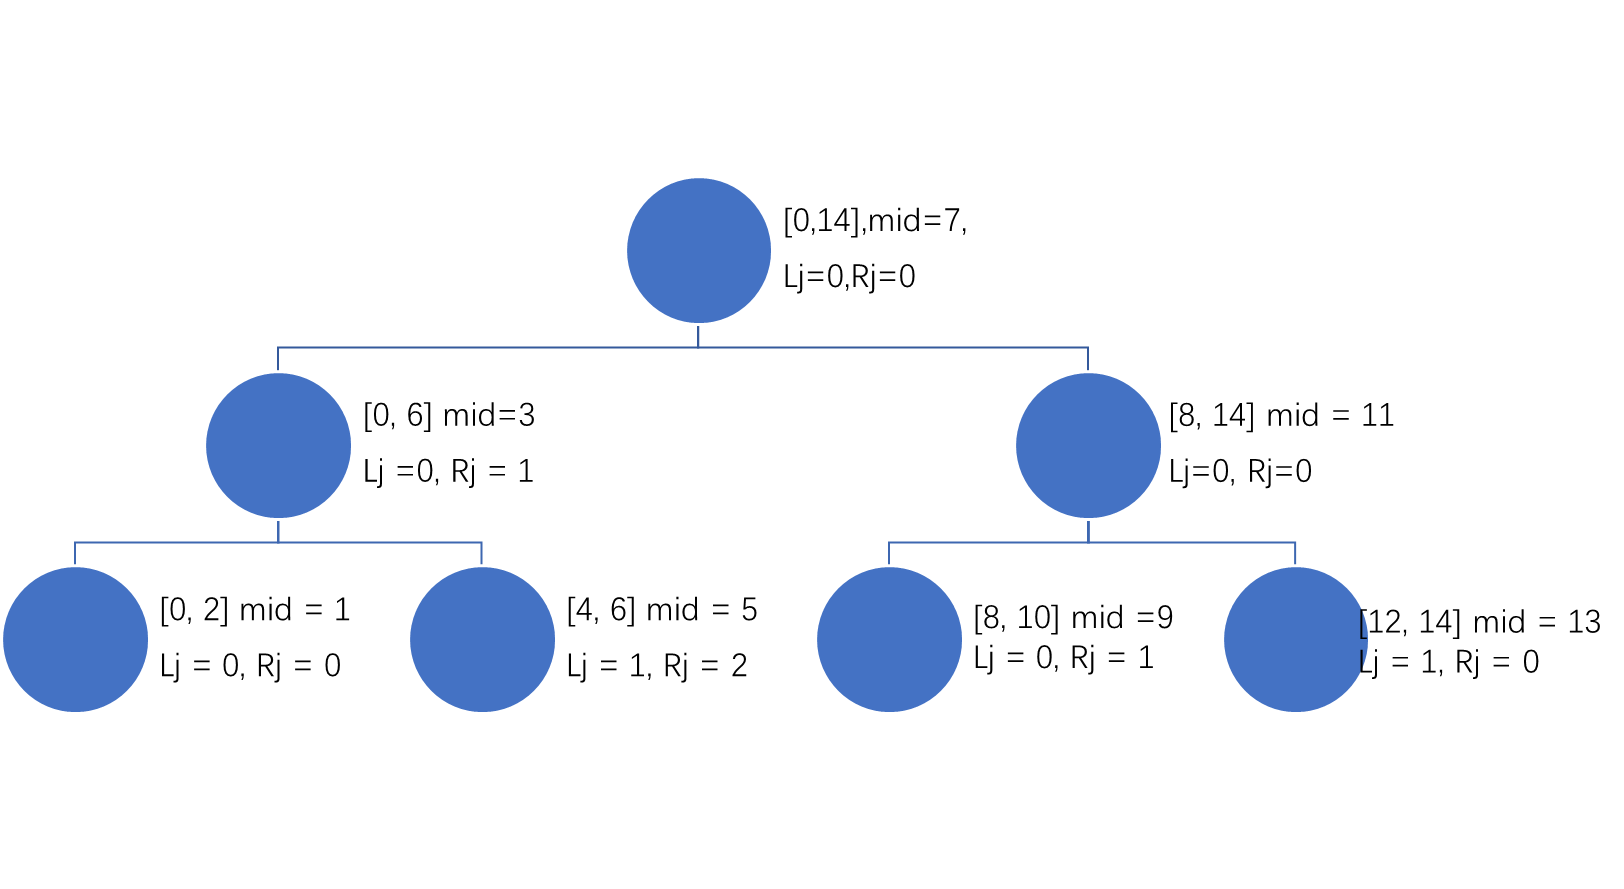 [0,14],mid=7,
Lj=0,Rj=0
[0, 6] mid=3
Lj =0, Rj = 1
[8, 14] mid = 11
Lj=0, Rj=0
[0, 2] mid = 1
Lj = 0, Rj = 0
[4, 6] mid = 5
Lj = 1, Rj = 2
[8, 10] mid =9
Lj = 0, Rj = 1
[12, 14] mid = 13
Lj = 1, Rj = 0